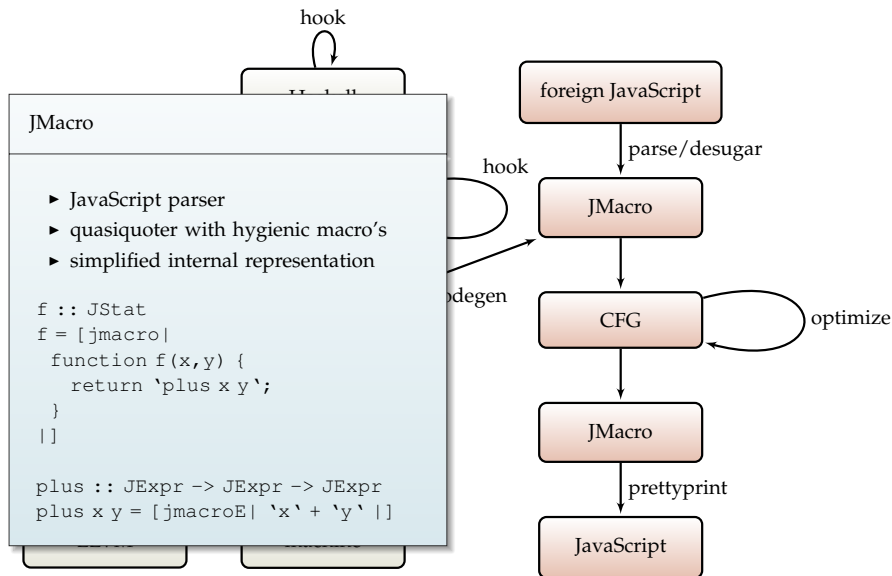 hook
foreign JavaScript
JMacro
parse/desugar
hook
JavaScript parser
quasiquoter with hygienic macro's
simplified internal representation
JMacro
f :: JStat
f = [jmacro|
function f(x,y) {
return ‘plus x y‘;
}
|]
CFG
optimize
JMacro
plus :: JExpr -> JExpr -> JExpr
plus x y = [jmacroE| ‘x‘ + ‘y‘ |]
prettyprint
JavaScript